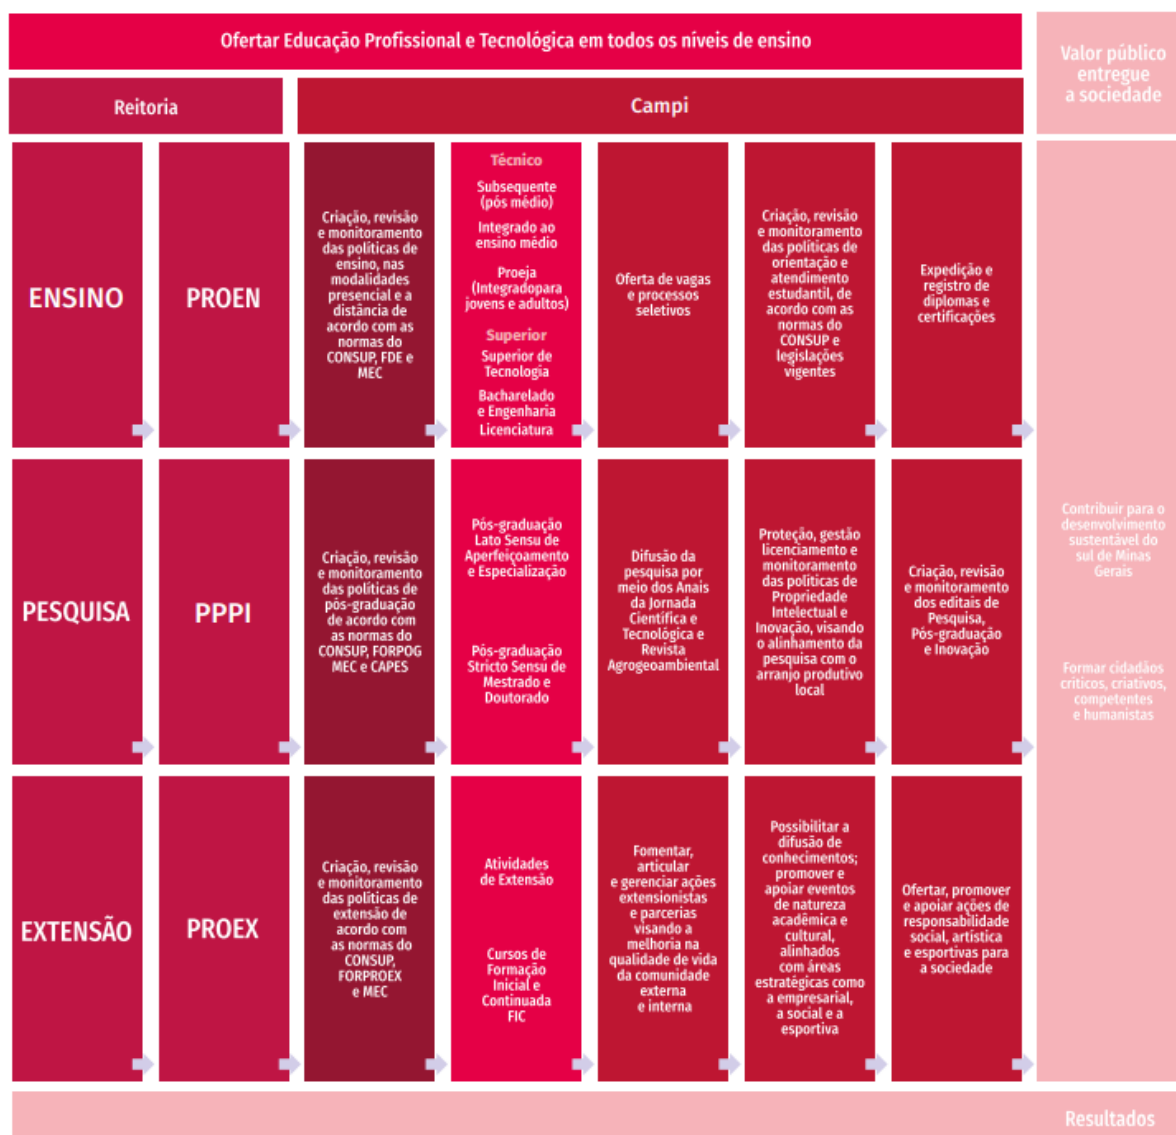 Ofertar Educação Profissional e Tecnológica em todos os níveis de ensino
Valor público
entregue
a sociedade
Reitoria
Campi
ENSINO
PROEN
Criação, revisão
e monitoramento
das políticas de
ensino, nas
modalidades
presencial e a
distância de
acordo com as
normas do
CONSUP, FDE e
MEC
Técnico
Subsequente
(pós médio)
Integrado ao
ensino médio
Proeja
(Integradopara
jovens e adultos)
Superior
Superior de
Tecnologia
Bacharelado
e Engenharia
Licenciatura
Oferta de vagas
e processos
seletivos
Criação, revisão
e monitoramento
das políticas de
orientação e
atendimento
estudantil, de
acordo com as
normas do
CONSUP e
legislações
vigentes
Expedição e
registro de
diplomas e
certificações
PESQUISA
PPPI
Criação, revisão
e monitoramento
das políticas de
pós-graduação
de acordo com
as normas do
CONSUP, FORPOG
MEC e CAPES
Pós-graduação
Lato Sensu de
Aperfeiçoamento
e Especialização
Pós-graduação
Stricto Sensu de
Mestrado e
Doutorado
Difusão da
pesquisa por
meio dos Anais
da Jornada
Científica e
Tecnológica e
Revista
Agrogeoambiental
Proteção, gestão
licenciamento e
monitoramento
das políticas de
Propriedade
Intelectual e
Inovação, visando
o alinhamento da
pesquisa com o
arranjo produtivo
local
Criação, revisão
e monitoramento
dos editais de
Pesquisa,
Pós-graduação
e Inovação
Contribuir para o
desenvolvimento
sustentável do
sul de Minas
Gerais
Formar cidadãos
críticos, criativos,
competentes
e humanistas
EXTENSÃO
PROEX
Criação, revisão
e monitoramento
das políticas de
extensão de
acordo com
as normas do
CONSUP,
FORPROEX
e MEC
Atividades
de Extensão
Cursos de
Formação
Inicial e
Continuada
FIC
Fomentar,
articular
e gerenciar ações
extensionistas
e parcerias
visando a
melhoria na
qualidade de vida
da comunidade
externa
e interna
Possibilitar a
difusão de
conhecimentos;
promover e
apoiar eventos
de natureza
acadêmica e
cultural,
alinhados
com áreas
estratégicas como
a empresarial,
a social e a
esportiva
Ofertar, promover
e apoiar ações de
responsabilidade
social, artística
e esportivas para
a sociedade
Resultados